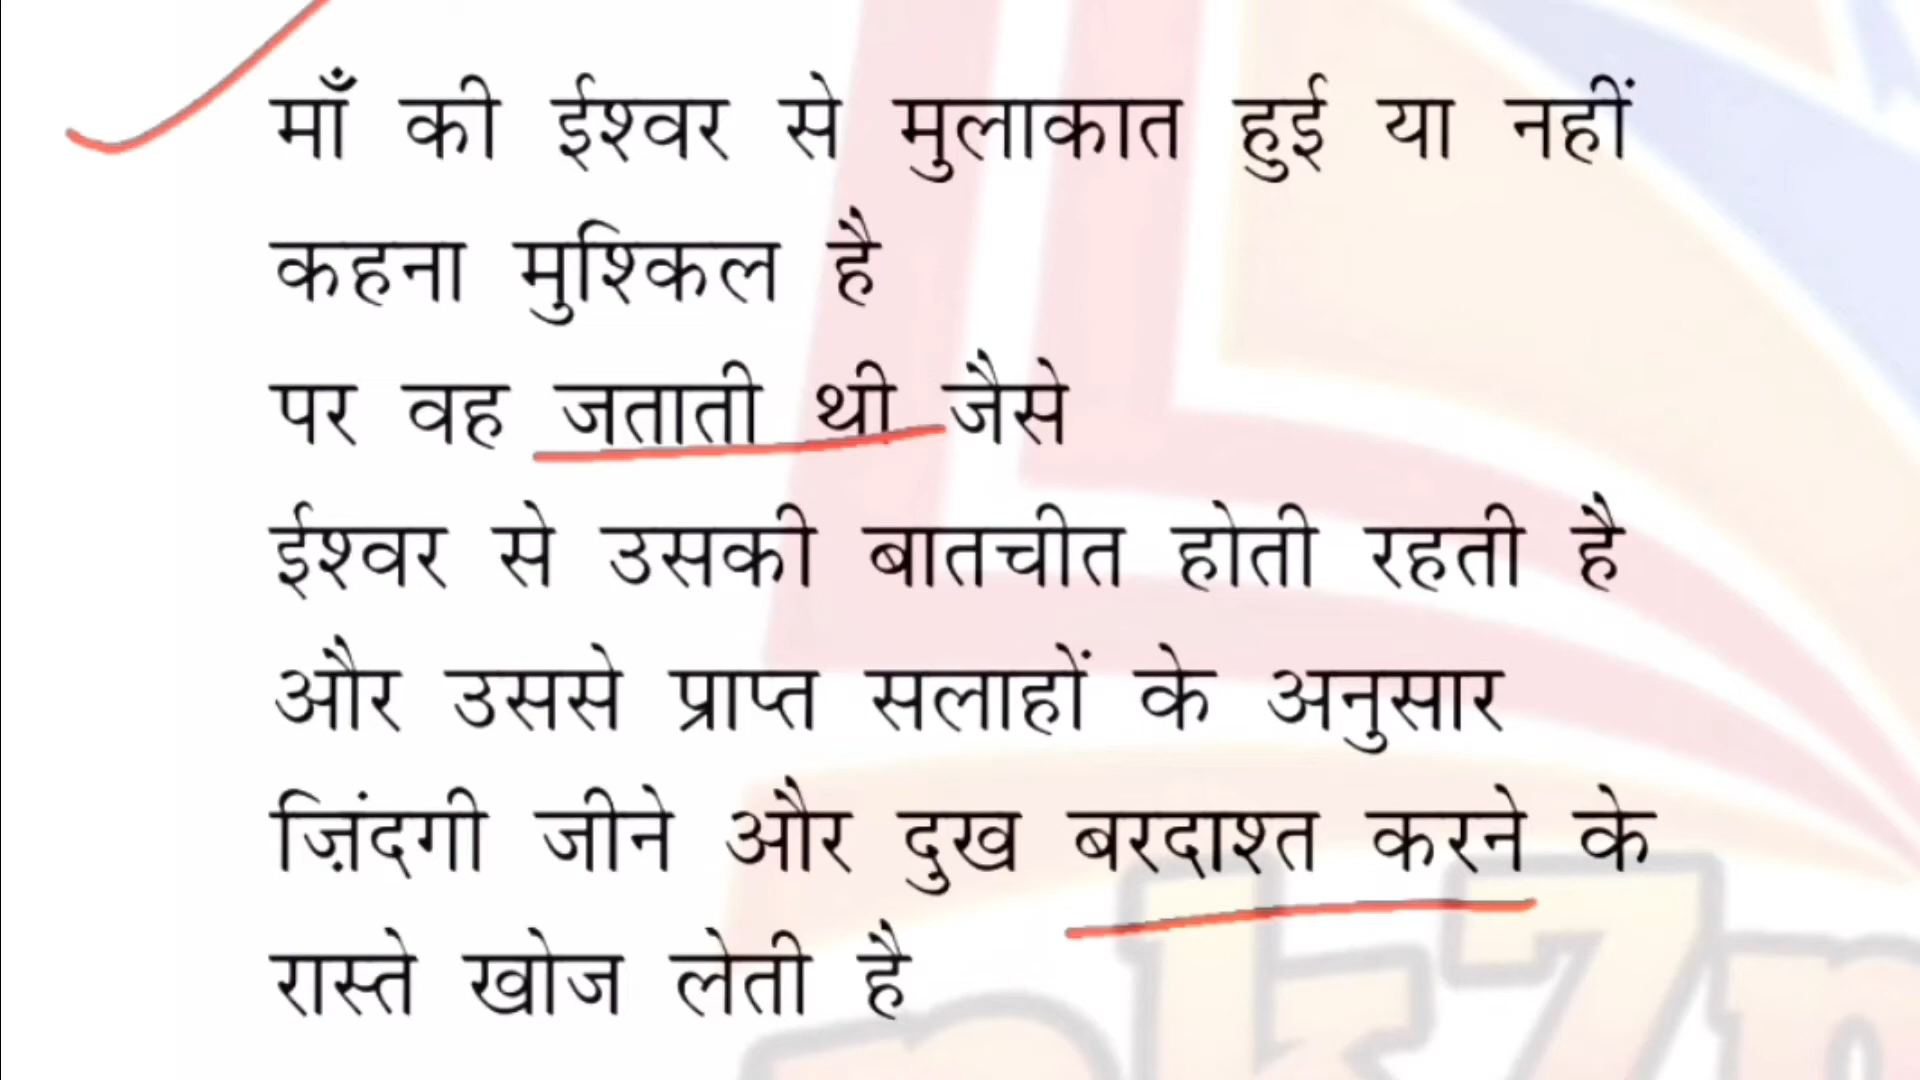 माँ की ईश्वर से मुलाकात हुई या नहीं
कहना मुश्किल है
पर वह जताती थी जैसे
ईश्वर से उसकी बातचीत होती रहती है
और उससे प्राप्त सलाहों के अनुसार
ज़िंदगी जीने और दुख बरदाश्त करने के
रास्ते खोज लेती है